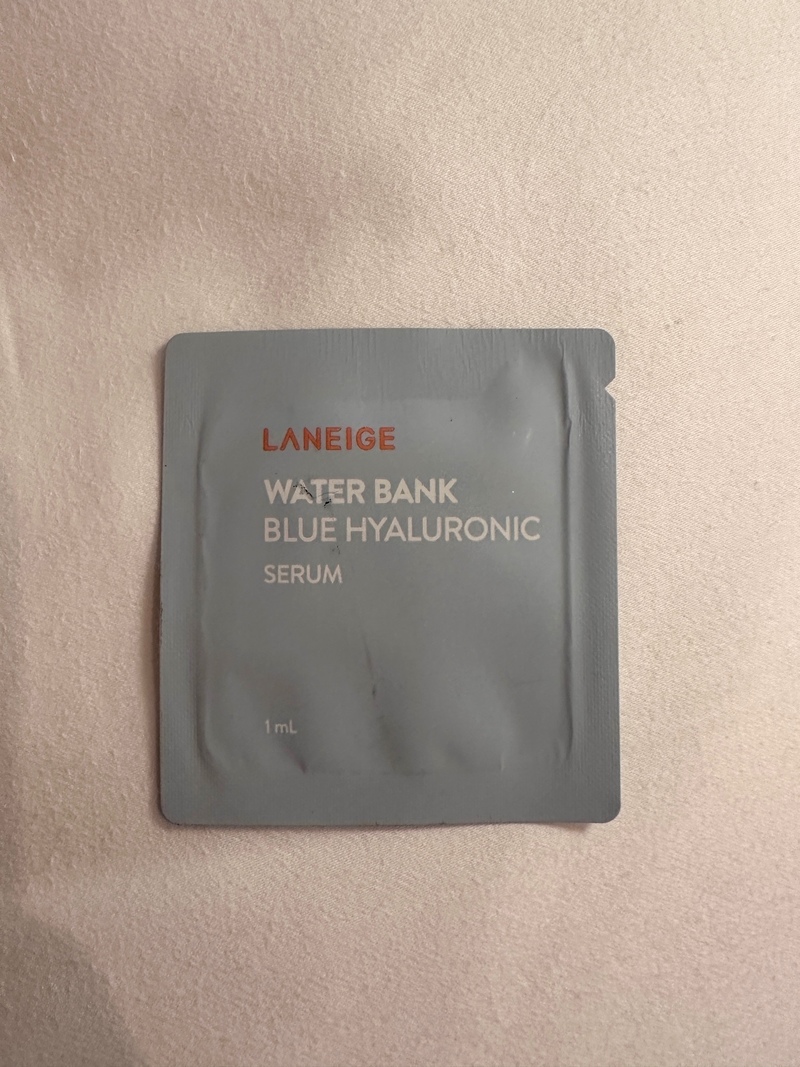 LANEIGE
WATER BANK
BLUE HYALURONIC
SERUM
1 mL